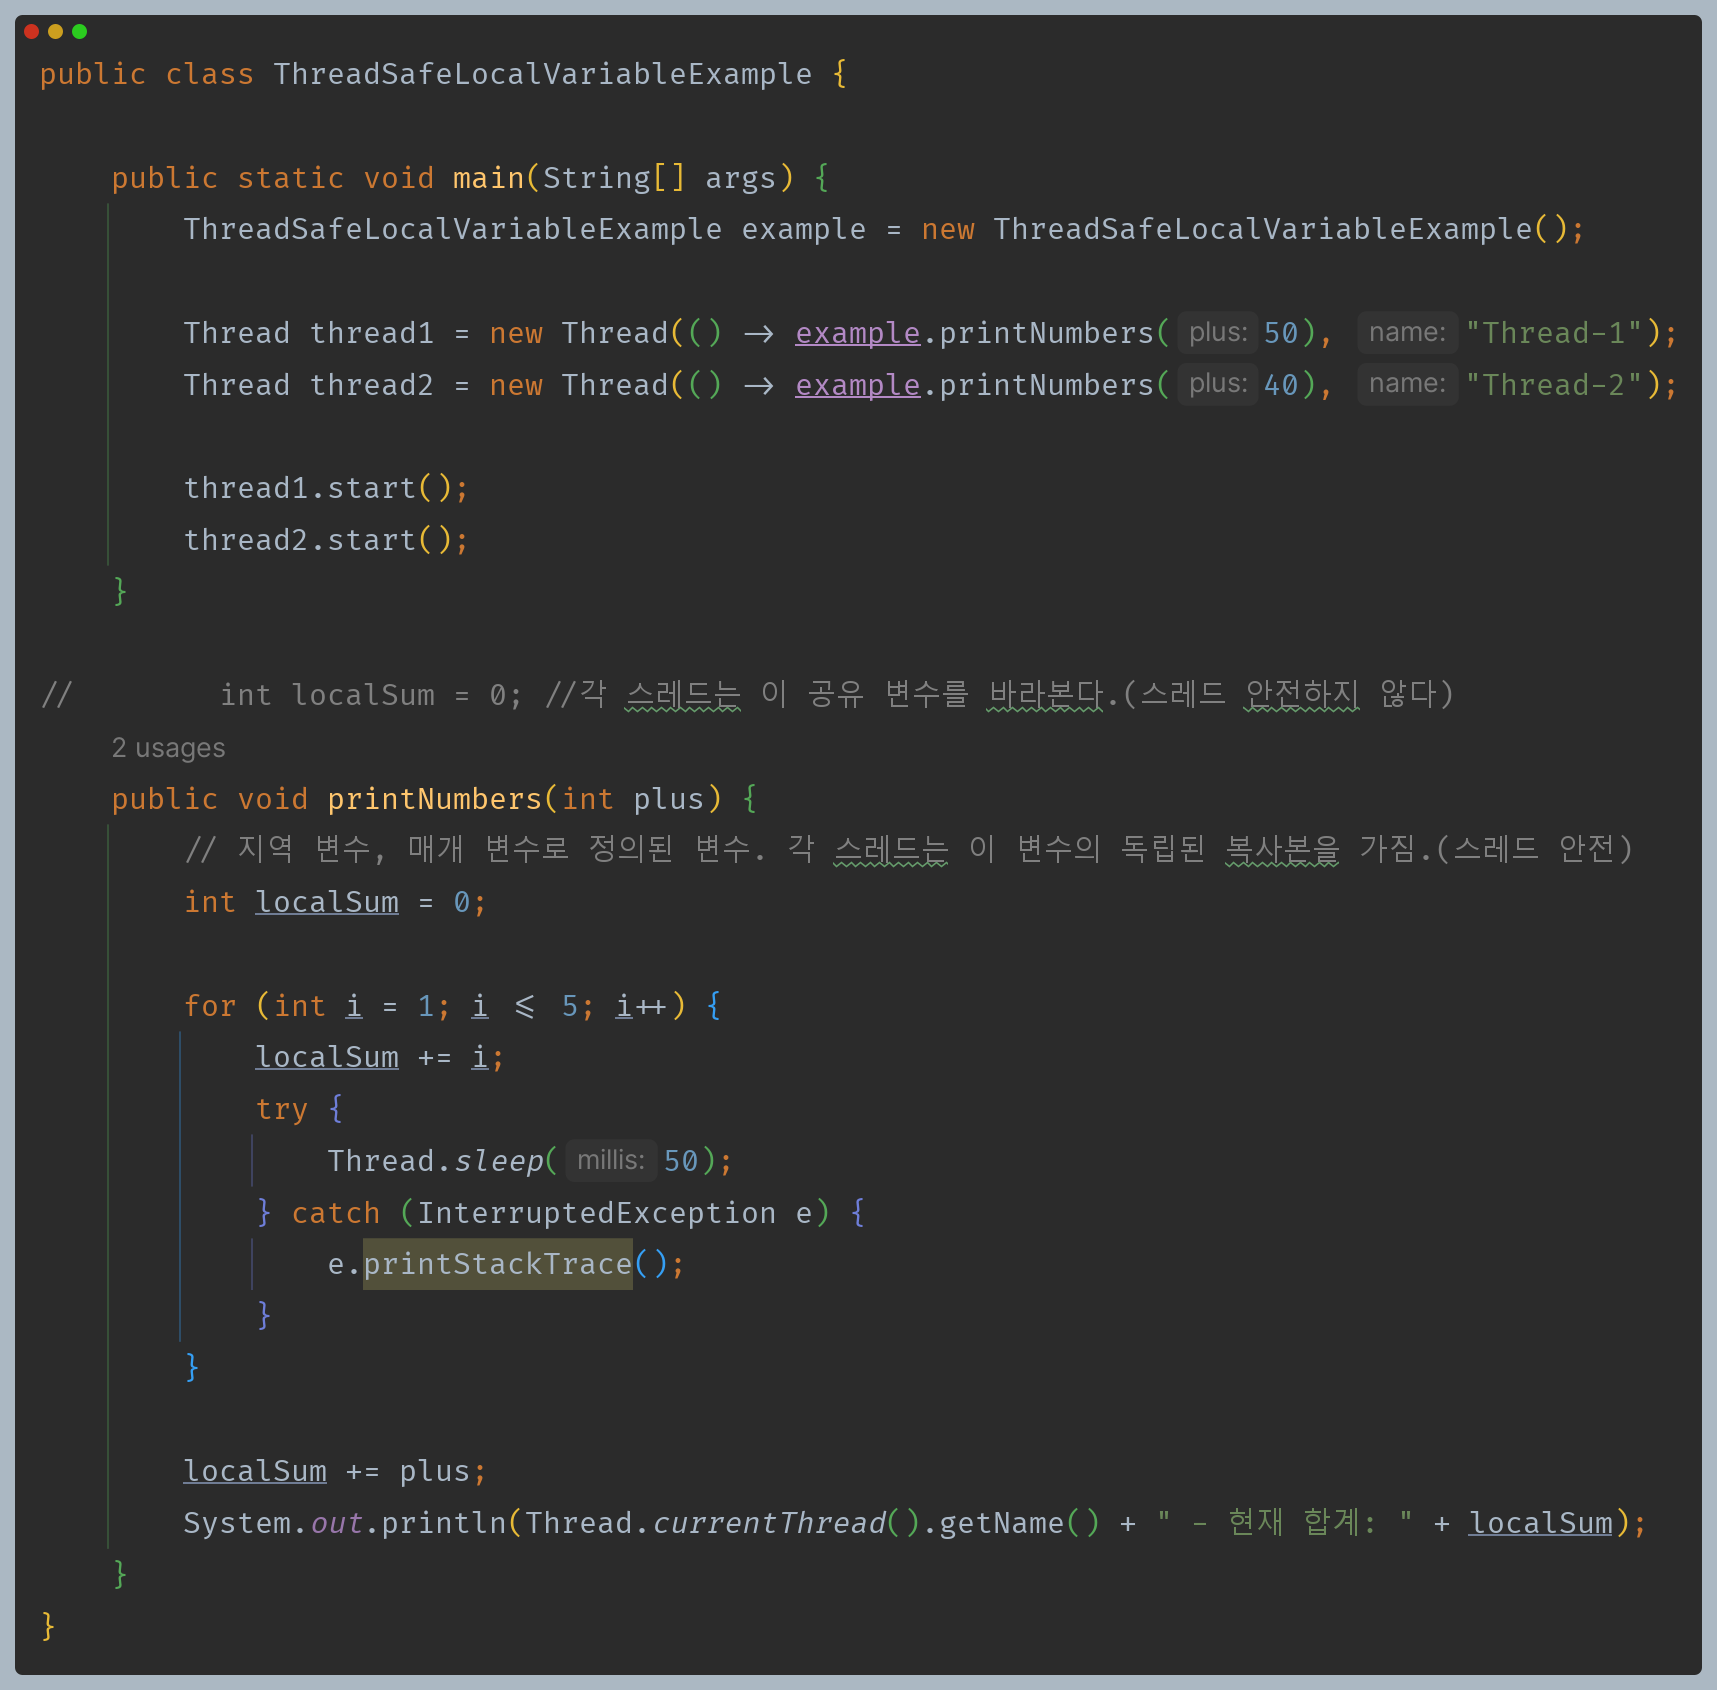 public class ThreadSafeLocalVariableExample {
public static void main(String[] args) {
ThreadSafeLocalVariableExample example = new ThreadSafeLocalVariableExample();
Thread thread1 = new Thread(() -> example.printNumbers( plus: 50), name: "Thread-1");
Thread thread2 = new Thread(() -> example.printNumbers( plus: 40), name: "Thread-2");
thread1.start();
thread2.start();
}
//        int localSum = 0; //각 스레드는 이 공유 변수를 바라본다.(스레드 안전하지 않다)
2 usages
public void printNumbers(int plus) {
// 지역 변수, 매개 변수로 정의된 변수. 각 스레드는 이 변수의 독립된 복사본을 가짐.(스레드 안전)
int localSum = 0;
for (int i = 1; i <= 5; i++) {
localSum += i;
try {
Thread.sleep( millis: 50);
} catch (InterruptedException e) {
e.printStackTrace();
}
}
localSum += plus;
System.out.println(Thread.currentThread().getName() + " - 현재 합계: " + localSum);
}
}